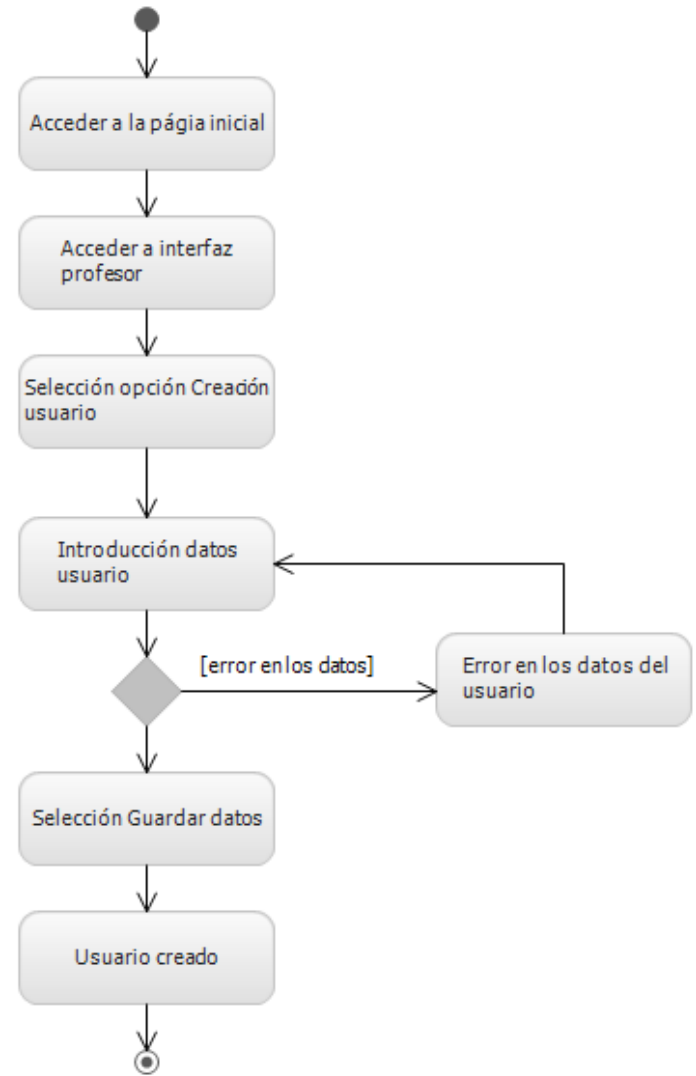 Acceder a la págia inicial
Acceder a interfaz
profesor
Selección opción Creación
usuario
Introducción datos
usuario
[error en los datos]
Error en los datos del
usuario
Selección Guardar datos
Usuario creado